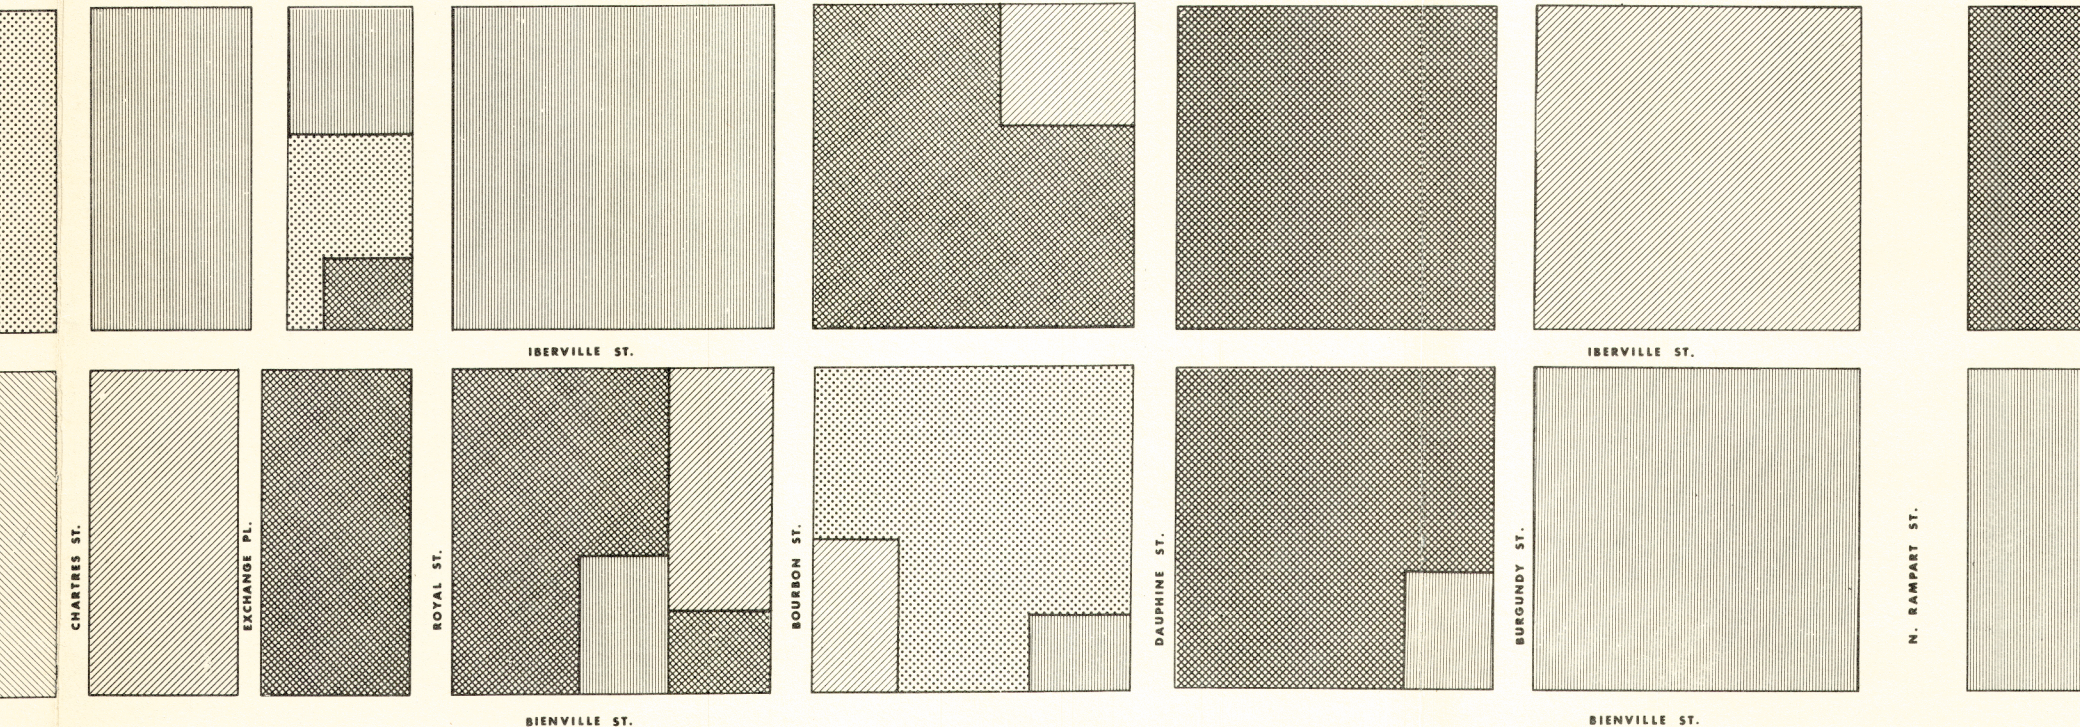 IBERVILLE ST.
IBERVILLE ST.
CHARTRES ST.
EXCHANGE PL.
ROYAL ST.
BOURBON ST.
DAUPHINE ST.
BURGUNDY ST.
N. RAMPART ST.
BIENVILLE ST.
BIENVILLE ST.